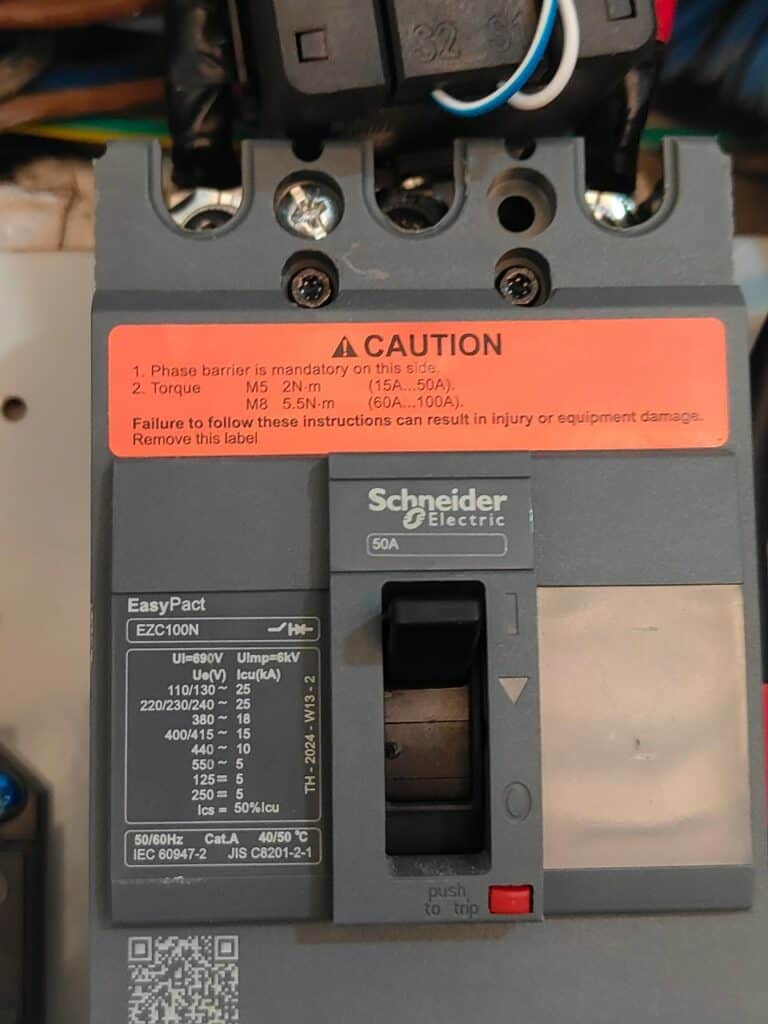 32 S1
CAUTION
1. Phase barrier is mandatory on this side.
2. Torque M5 2N·m (15A...50A).
M8 5.5N·m (60A...100A).
Failure to follow these instructions can result in injury or equipment damage.
Remove this label
Schneider
Electric
50A
EasyPact
EZC100N
Ui=690V Uimp=6kV
Ue(V) Icu(kA)
110/130 ~ 25
220/230/240 ~ 25
380 ~ 18
400/415 ~ 15
440 ~ 10
550 ~ 5
125 = 5
250 = 5
Ics = 50%Icu
TH - 2024 - W13 - 2
50/60Hz Cat.A 40/50 °C
IEC 60947-2 JIS C8201-2-1
I
O
push
to trip